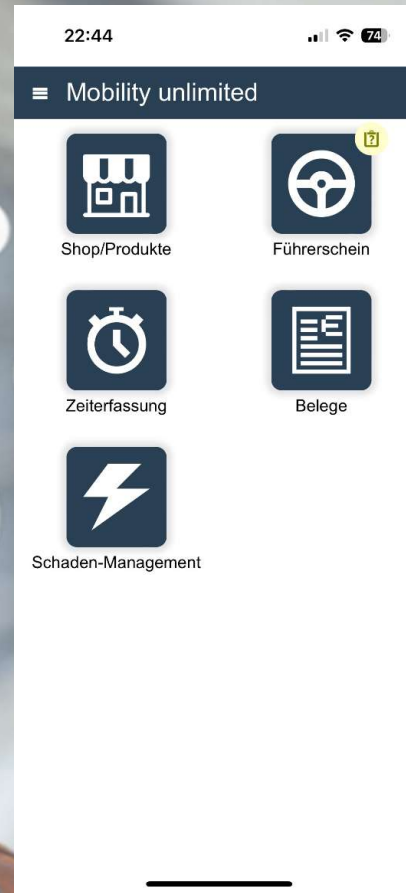 22:44
74
Mobility unlimited
?
Shop/Produkte
Führerschein
€
Zeiterfassung
Belege
Schaden-Management